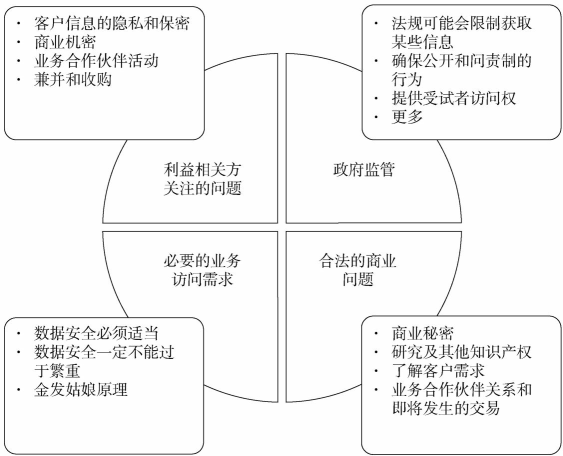 · 客户信息的隐私和保密
· 商业机密
· 业务合作伙伴活动
· 兼并和收购
· 法规可能会限制获取
某些信息
· 确保公开和问责制的
行为
· 提供受试者访问权
· 更多
利益相关方
关注的问题
政府监管
必要的业务
访问需求
合法的商业
问题
· 数据安全必须适当
· 数据安全一定不能过
于繁重
· 金发姑娘原理
· 商业秘密
· 研究及其他知识产权
· 了解客户需求
· 业务合作伙伴关系和
即将发生的交易